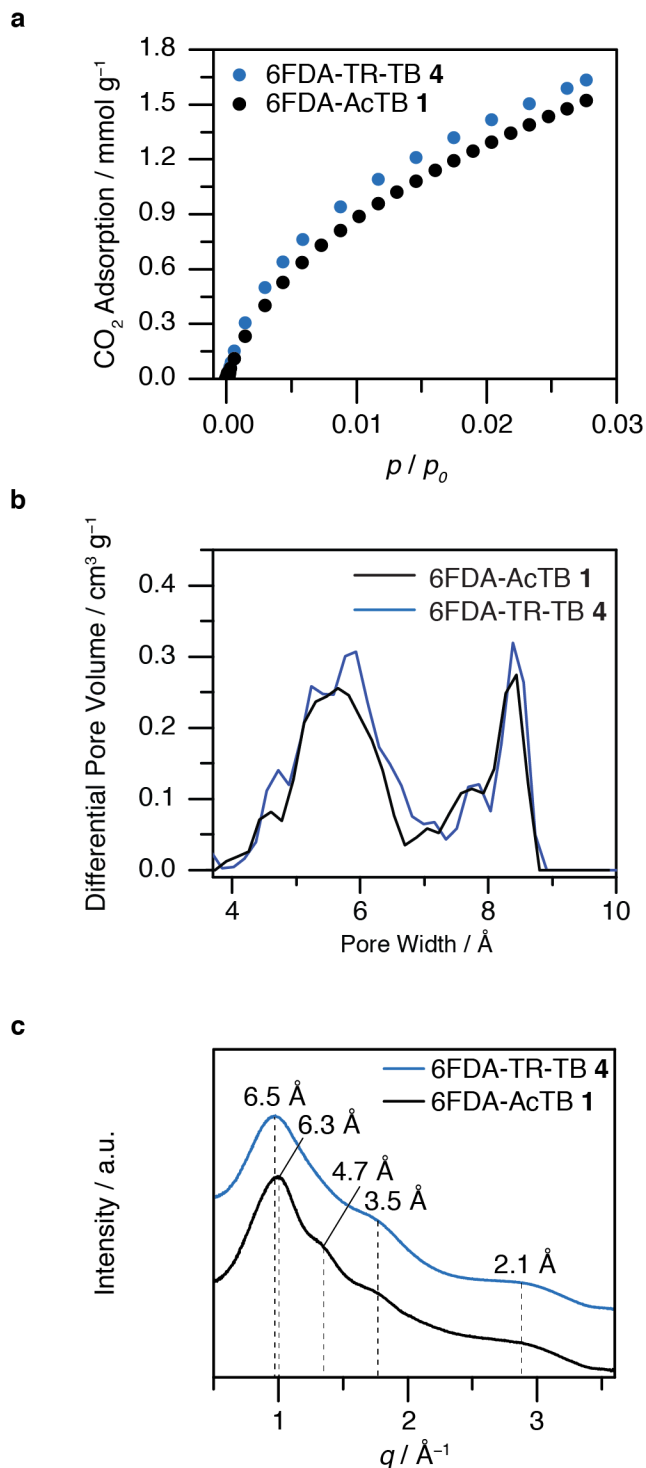 a
CO2 Adsorption / mmol g–1
1.8
1.5
1.2
0.9
0.6
0.3
0.0
6FDA-TR-TB 4
6FDA-AcTB 1
0.00 0.01 0.02 0.03
p / p0
b
Differential Pore Volume / cm3 g–1
0.4
0.3
0.2
0.1
0.0
6FDA-AcTB 1
6FDA-TR-TB 4
4 6 8 10
Pore Width / Å
c
Intensity / a.u.
6FDA-TR-TB 4
6FDA-AcTB 1
6.5 Å
6.3 Å
4.7 Å
3.5 Å
2.1 Å
1 2 3
q / Å–1